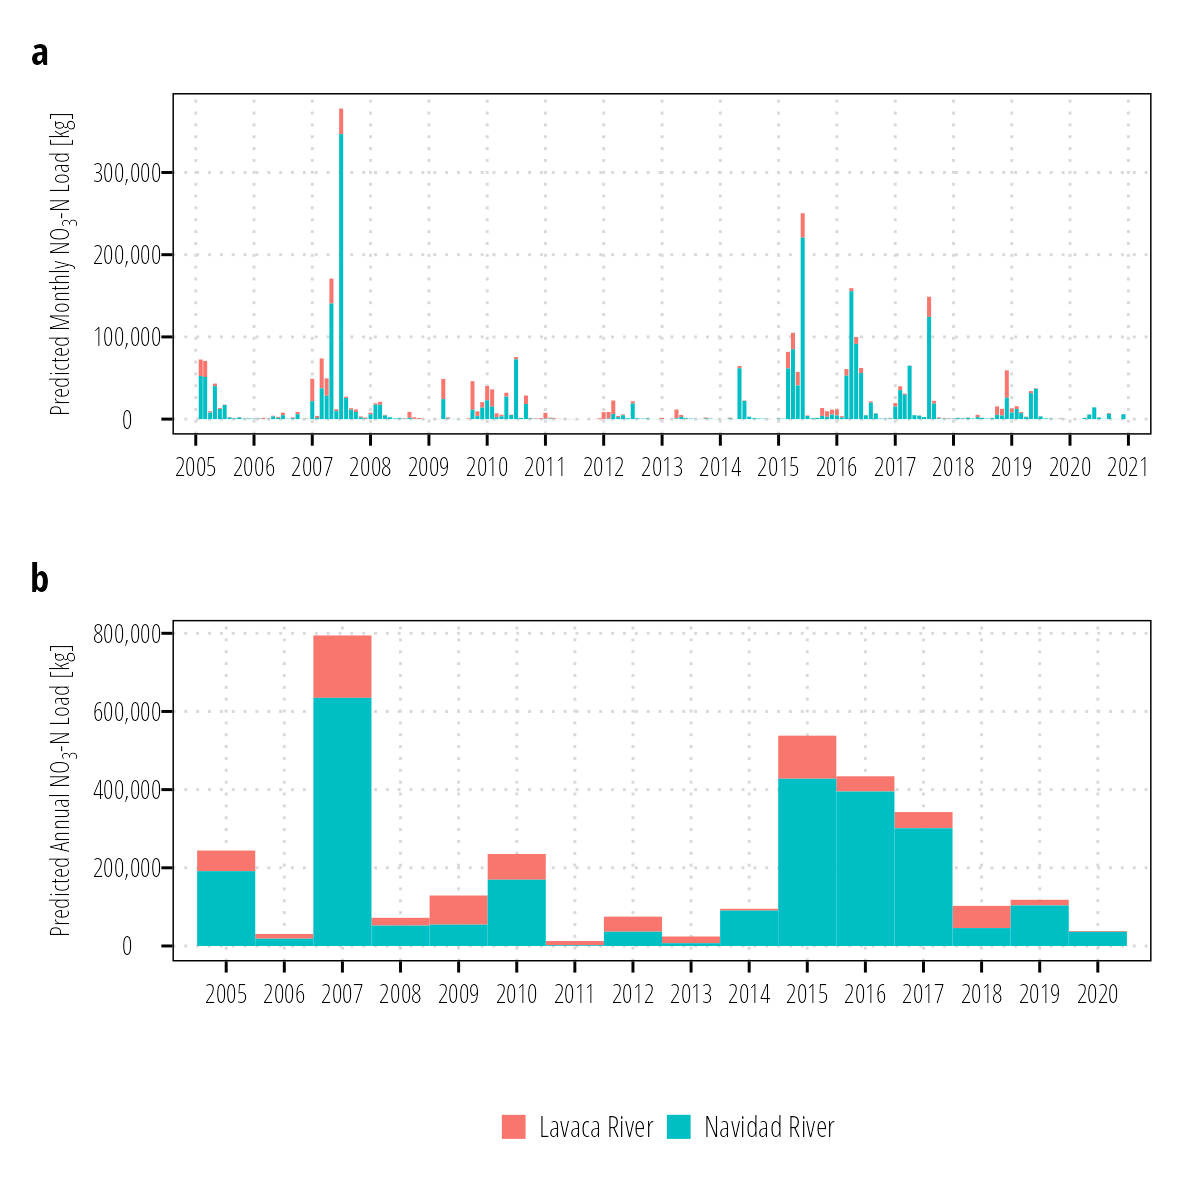 a
Predicted Monthly NO3-N Load [kg]
300,000
200,000
100,000
0
2005 2006 2007 2008 2009 2010 2011 2012 2013 2014 2015 2016 2017 2018 2019 2020 2021
b
Predicted Annual NO3-N Load [kg]
800,000
600,000
400,000
200,000
0
2005 2006 2007 2008 2009 2010 2011 2012 2013 2014 2015 2016 2017 2018 2019 2020
Lavaca River Navidad River